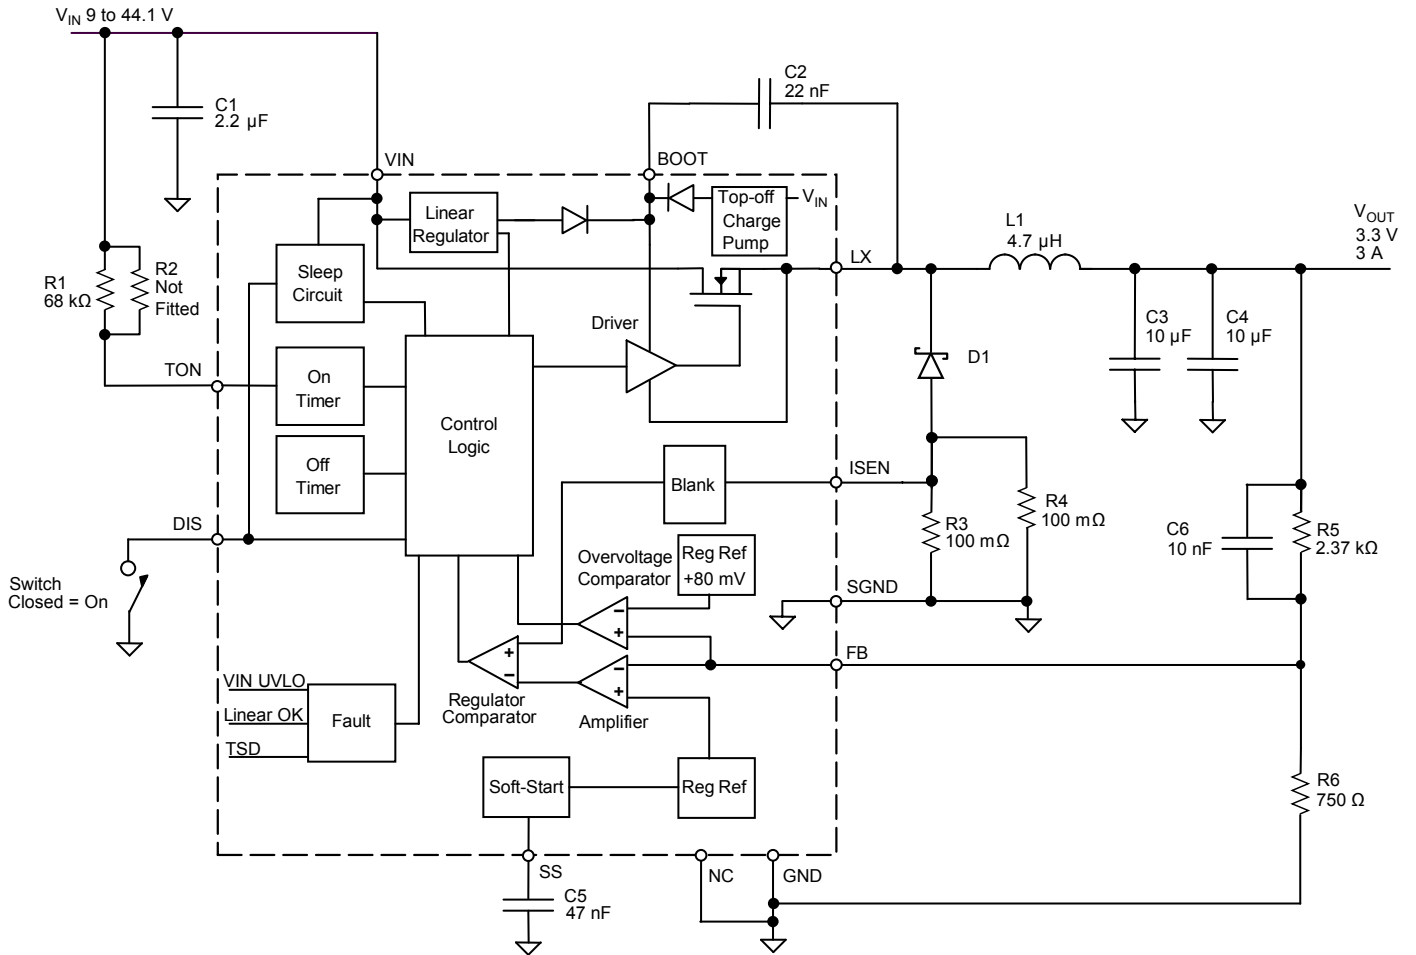 VIN 9 to 44.1 V
C2
22 nF
C1
2.2 µF
VIN
BOOT
Linear
Regulator
Top-off
Charge
Pump
VIN
L1
4.7 µH
VOUT
3.3 V
3 A
LX
R1
68 kΩ
R2
Not
Fitted
Sleep
Circuit
Driver
C3
10 µF
C4
10 µF
D1
TON
On
Timer
Control
Logic
Off
Timer
Blank
ISEN
R3
100 mΩ
R4
100 mΩ
C6
10 nF
R5
2.37 kΩ
DIS
Switch
Closed = On
Overvoltage
Comparator
Reg Ref
+80 mV
SGND
–
+
FB
+
–
–
+
Regulator
Comparator
Amplifier
VIN UVLO
Linear OK
TSD
Fault
Soft-Start
Reg Ref
R6
750 Ω
SS
NC
GND
C5
47 nF